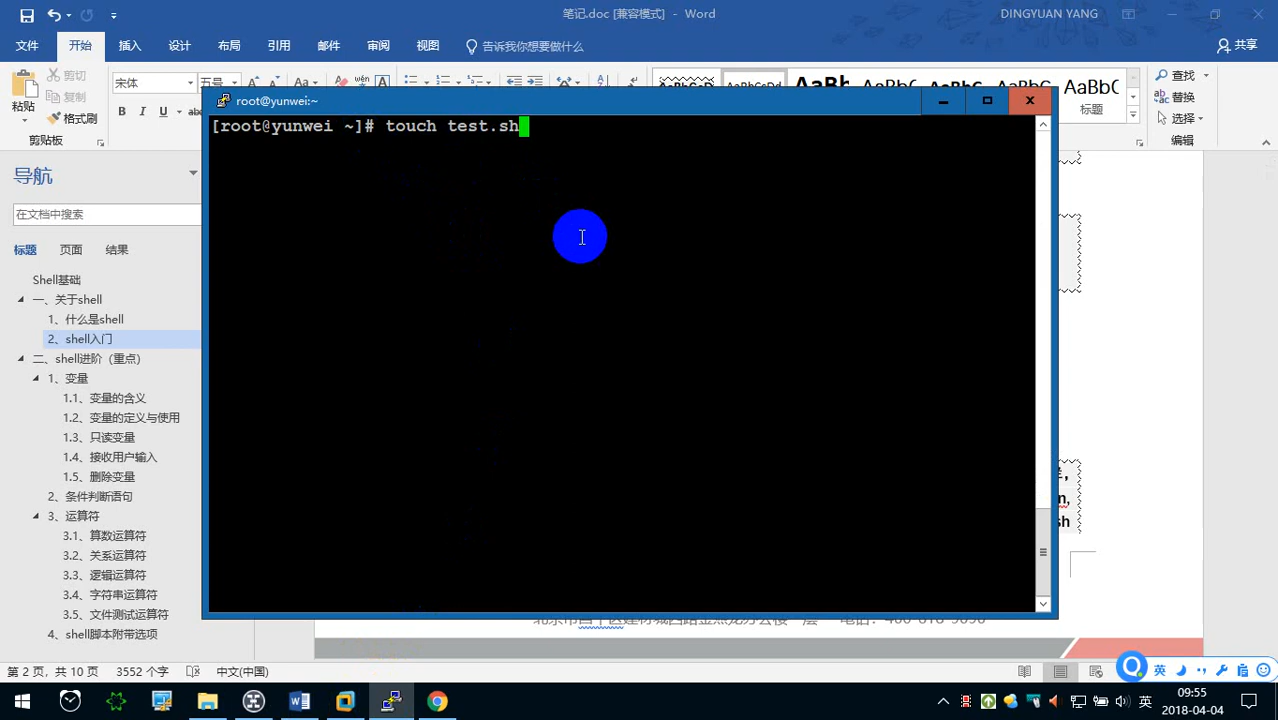 笔记.doc [兼容模式] - Word
DINGYUAN YANG
文件
开始
插入
设计
布局
引用
邮件
审阅
视图
告诉我你想要做什么
共享
粘贴
剪切
复制
格式刷
剪贴板
宋体
五号
标题
查找
替换
选择
编辑
root@yunwei:~
[root@yunwei ~]# touch test.sh
导航
在文档中搜索
标题
页面
结果
Shell基础
一、关于shell
1、什么是shell
2、shell入门
二、shell进阶（重点）
1、变量
1.1、变量的含义
1.2、变量的定义与使用
1.3、只读变量
1.4、接收用户输入
1.5、删除变量
2、条件判断语句
3、运算符
3.1、算数运算符
3.2、关系运算符
3.3、逻辑运算符
3.4、字符串运算符
3.5、文件测试运算符
4、shell脚本附带选项
第 2 页，共 10 页
3552 个字
中文(中国)
英
英
09:55
2018-04-04